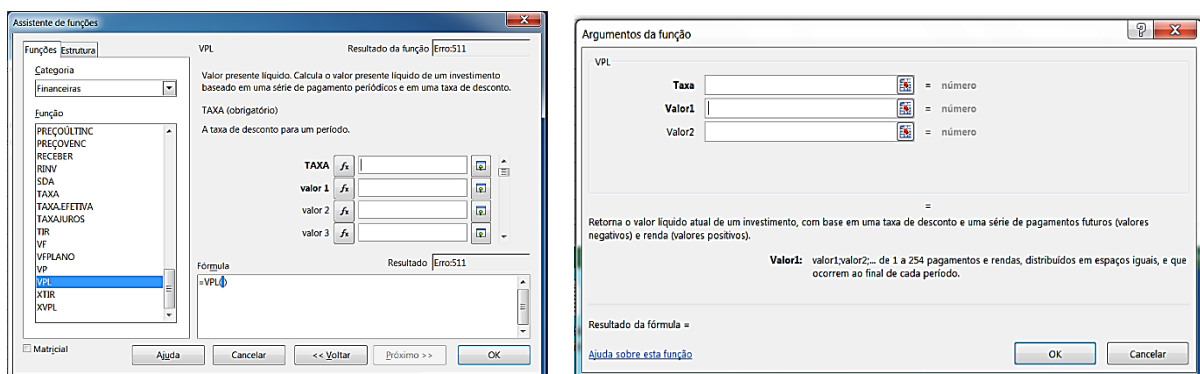 Assistente de funções
Funções Estrutura
Categoria
Financeiras
Função
PREÇOÚLTINC
PREÇOVENC
RECEBER
RINV
SDA
TAXA
TAXA.EFETIVA
TAXAJUROS
TIR
VF
VFPLANO
VP
VPL
XTIR
XVPL
Matricial
VPL
Resultado da função Erro:511
Valor presente líquido. Calcula o valor presente líquido de um investimento
baseado em uma série de pagamento periódicos e em uma taxa de desconto.
TAXA (obrigatório)
A taxa de desconto para um período.
TAXA fx
valor 1 fx
valor 2 fx
valor 3 fx
Fórmula
Resultado Erro:511
=VPL()
Ajuda
Cancelar
<< Voltar
Próximo >>
OK
Argumentos da função
VPL
Taxa = número
Valor1 = número
Valor2 = número
=
Retorna o valor líquido atual de um investimento, com base em uma taxa de desconto e uma série de pagamentos futuros (valores
negativos) e renda (valores positivos).
Valor1: valor1;valor2;... de 1 a 254 pagamentos e rendas, distribuídos em espaços iguais, e que
ocorrem ao final de cada período.
Resultado da fórmula =
Ajuda sobre esta função
OK
Cancelar